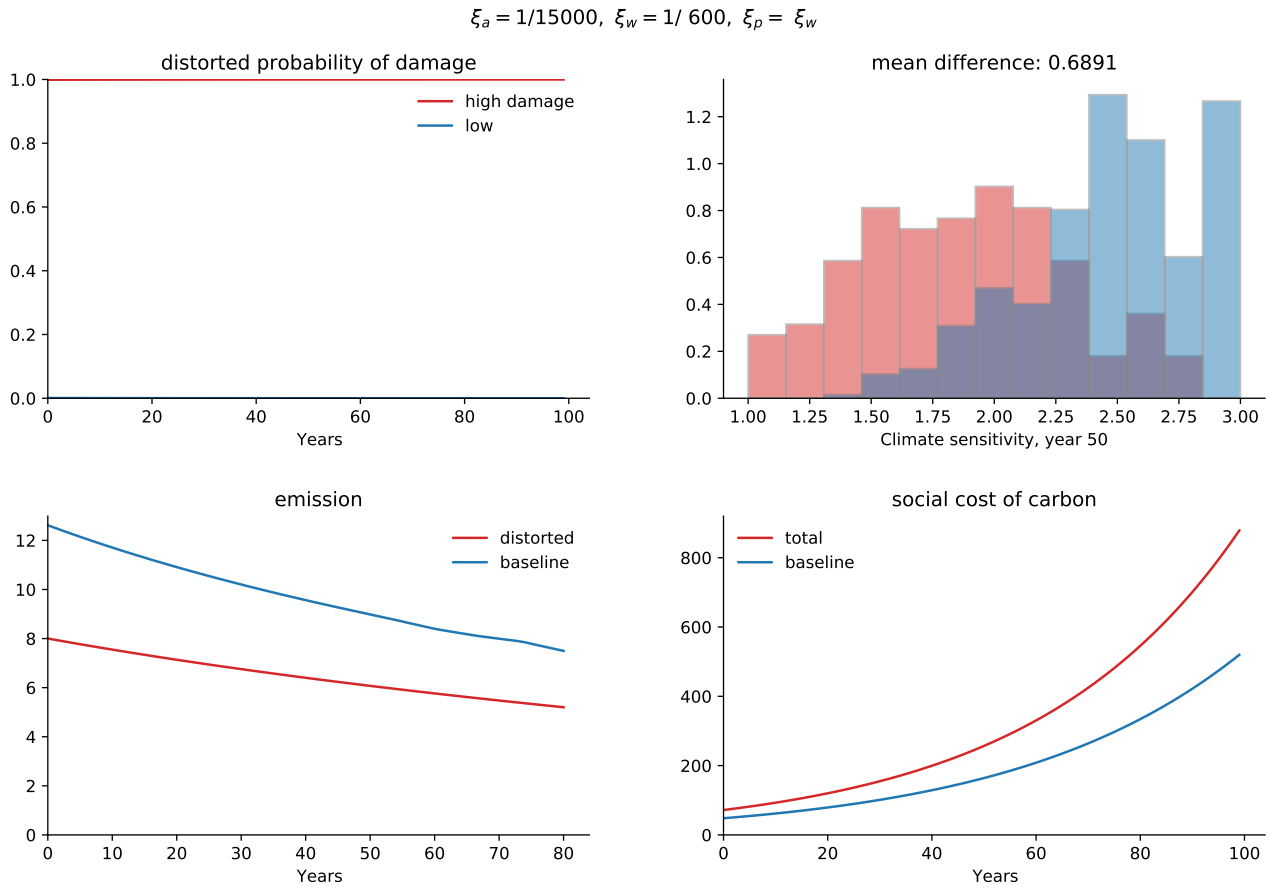 ξₐ = 1/15000, ξ_w = 1/ 600, ξₚ = ξ_w
distorted probability of damage
1.0
0.8
0.6
0.4
0.2
0.0
high damage
low
0 20 40 60 80 100
Years
mean difference: 0.6891
1.2
1.0
0.8
0.6
0.4
0.2
0.0
1.00 1.25 1.50 1.75 2.00 2.25 2.50 2.75 3.00
Climate sensitivity, year 50
emission
12
10
8
6
4
2
0
distorted
baseline
0 10 20 30 40 50 60 70 80
Years
social cost of carbon
total
baseline
800
600
400
200
0
0 20 40 60 80 100
Years